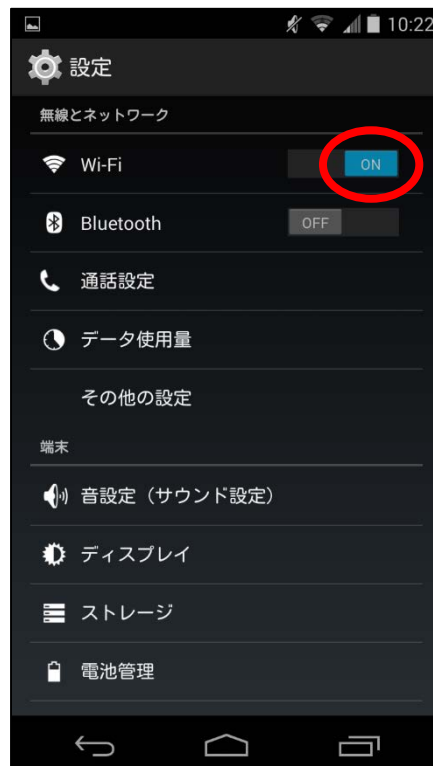 10:22
設定
無線とネットワーク
Wi-Fi
ON
Bluetooth
OFF
通話設定
データ使用量
その他の設定
端末
音設定（サウンド設定）
ディスプレイ
ストレージ
電池管理